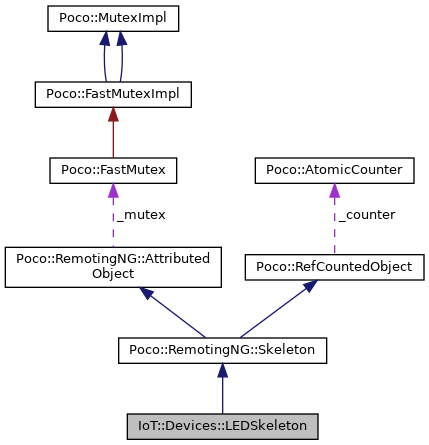 Poco::MutexImpl
Poco::FastMutexImpl
Poco::FastMutex
Poco::AtomicCounter
_mutex
_counter
Poco::RemotingNG::Attributed
Object
Poco::RefCountedObject
Poco::RemotingNG::Skeleton
IoT::Devices::LEDSkeleton